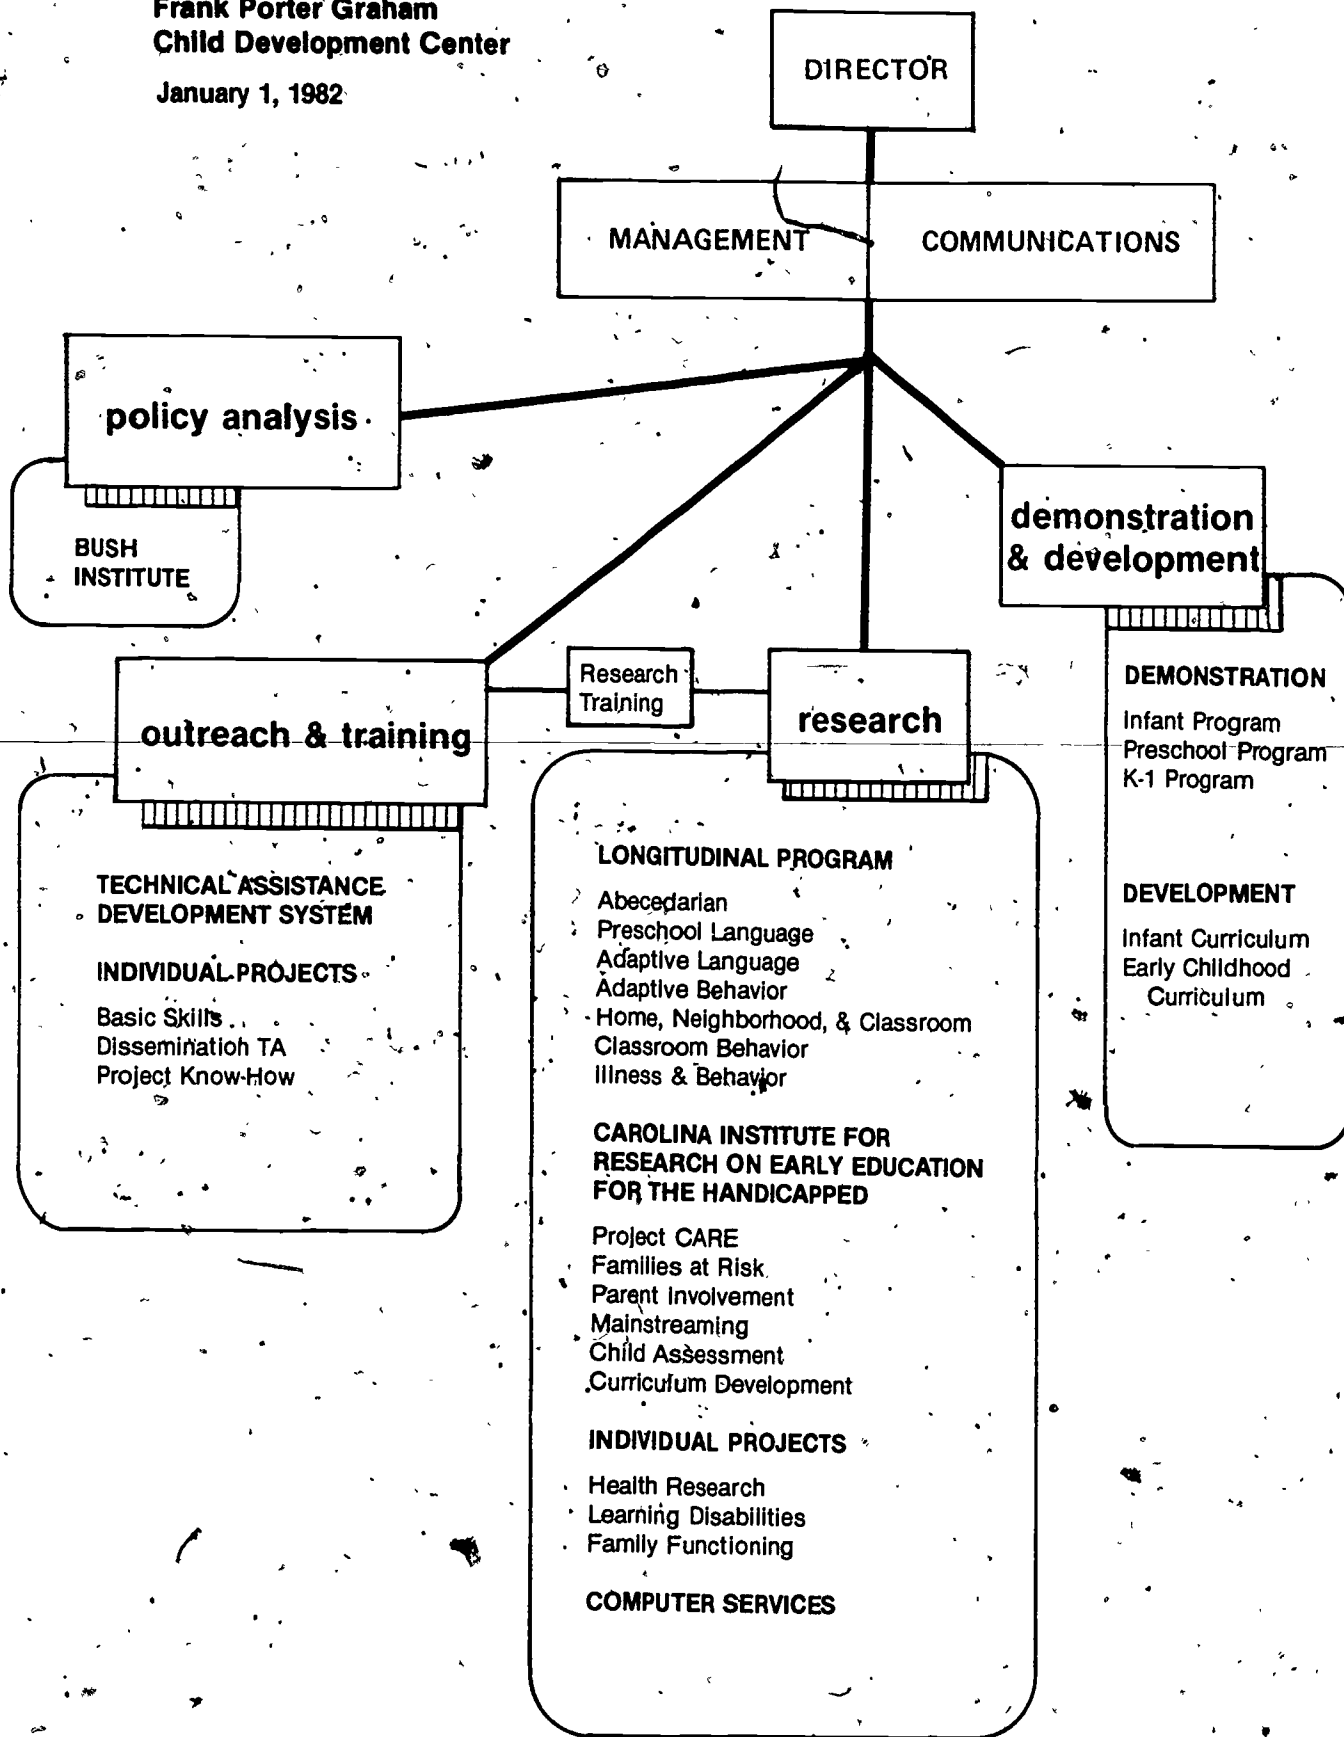 Frank Porter Graham
Child Development Center
January 1, 1982
DIRECTOR
MANAGEMENT
COMMUNICATIONS
policy analysis
BUSH
INSTITUTE
demonstration
& development
DEMONSTRATION
Infant Program
Preschool Program
K-1 Program
DEVELOPMENT
Infant Curriculum
Early Childhood
Curriculum
outreach & training
Research
Training
research
TECHNICAL ASSISTANCE
DEVELOPMENT SYSTEM
INDIVIDUAL PROJECTS
Basic Skills
Dissemination TA
Project Know-How
LONGITUDINAL PROGRAM
Abecedarian
Preschool Language
Adaptive Language
Adaptive Behavior
Home, Neighborhood, & Classroom
Classroom Behavior
Illness & Behavior
CAROLINA INSTITUTE FOR
RESEARCH ON EARLY EDUCATION
FOR THE HANDICAPPED
Project CARE
Families at Risk
Parent Involvement
Mainstreaming
Child Assessment
Curriculum Development
INDIVIDUAL PROJECTS
Health Research
Learning Disabilities
Family Functioning
COMPUTER SERVICES